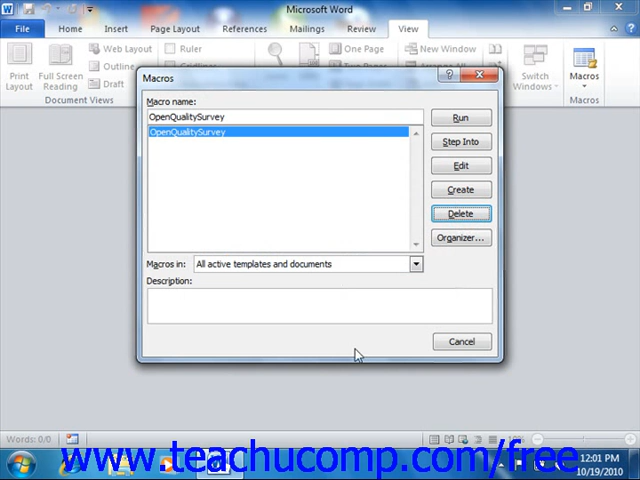 Microsoft Word
File Home Insert Page Layout References Mailings Review View
Print Layout
Full Screen Reading
Web Layout
Outline
Draft
Document Views
Ruler
One Page
New Window
Switch Windows
Macros
Macros
Macros
Macro name:
OpenQualitySurvey
OpenQualitySurvey
Run
Step Into
Edit
Create
Delete
Organizer...
Macros in: All active templates and documents
Description:
Cancel
Words: 0/0
www.teachucomp.com/free
12:01 PM
10/19/2010